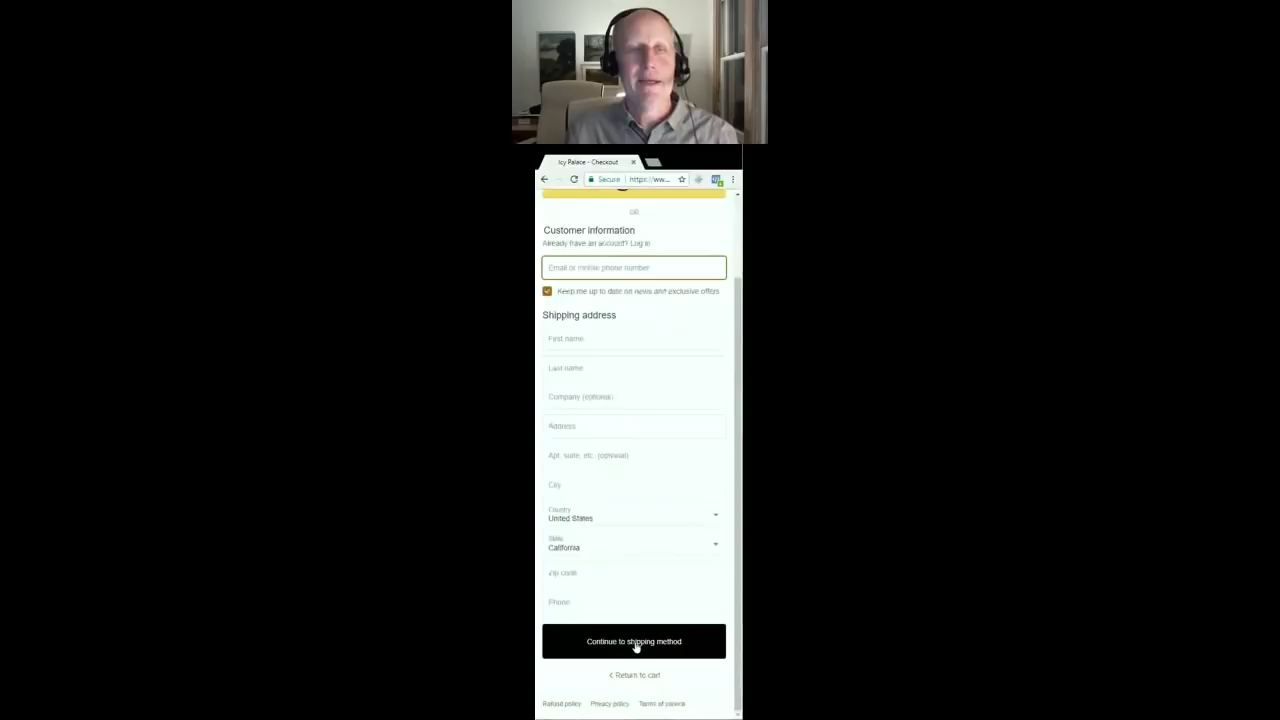 Icy Palace - Checkout
Secure https://ww...
Customer information
Already have an account? Log in
Email or mobile phone number
Keep me up to date on news and exclusive offers
Shipping address
First name
Last name
Company (optional)
Address
Apt, suite, etc. (optional)
City
Country
United States
State
California
Zip code
Phone
Continue to shipping method
Return to cart
Refund policy Privacy policy Terms of service